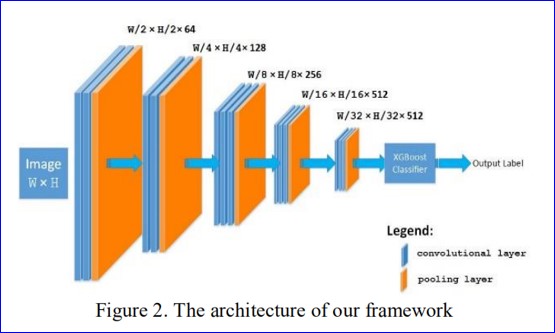 W/2 × H/2× 64
W/4 × H/4× 128
W/8 × H/8× 256
W/16 × H/16× 512
W/32 × H/32× 512
Image
W × H
XGBoost
Classifier
Output Label
Legend:
convolutional layer
pooling layer
Figure 2. The architecture of our framework